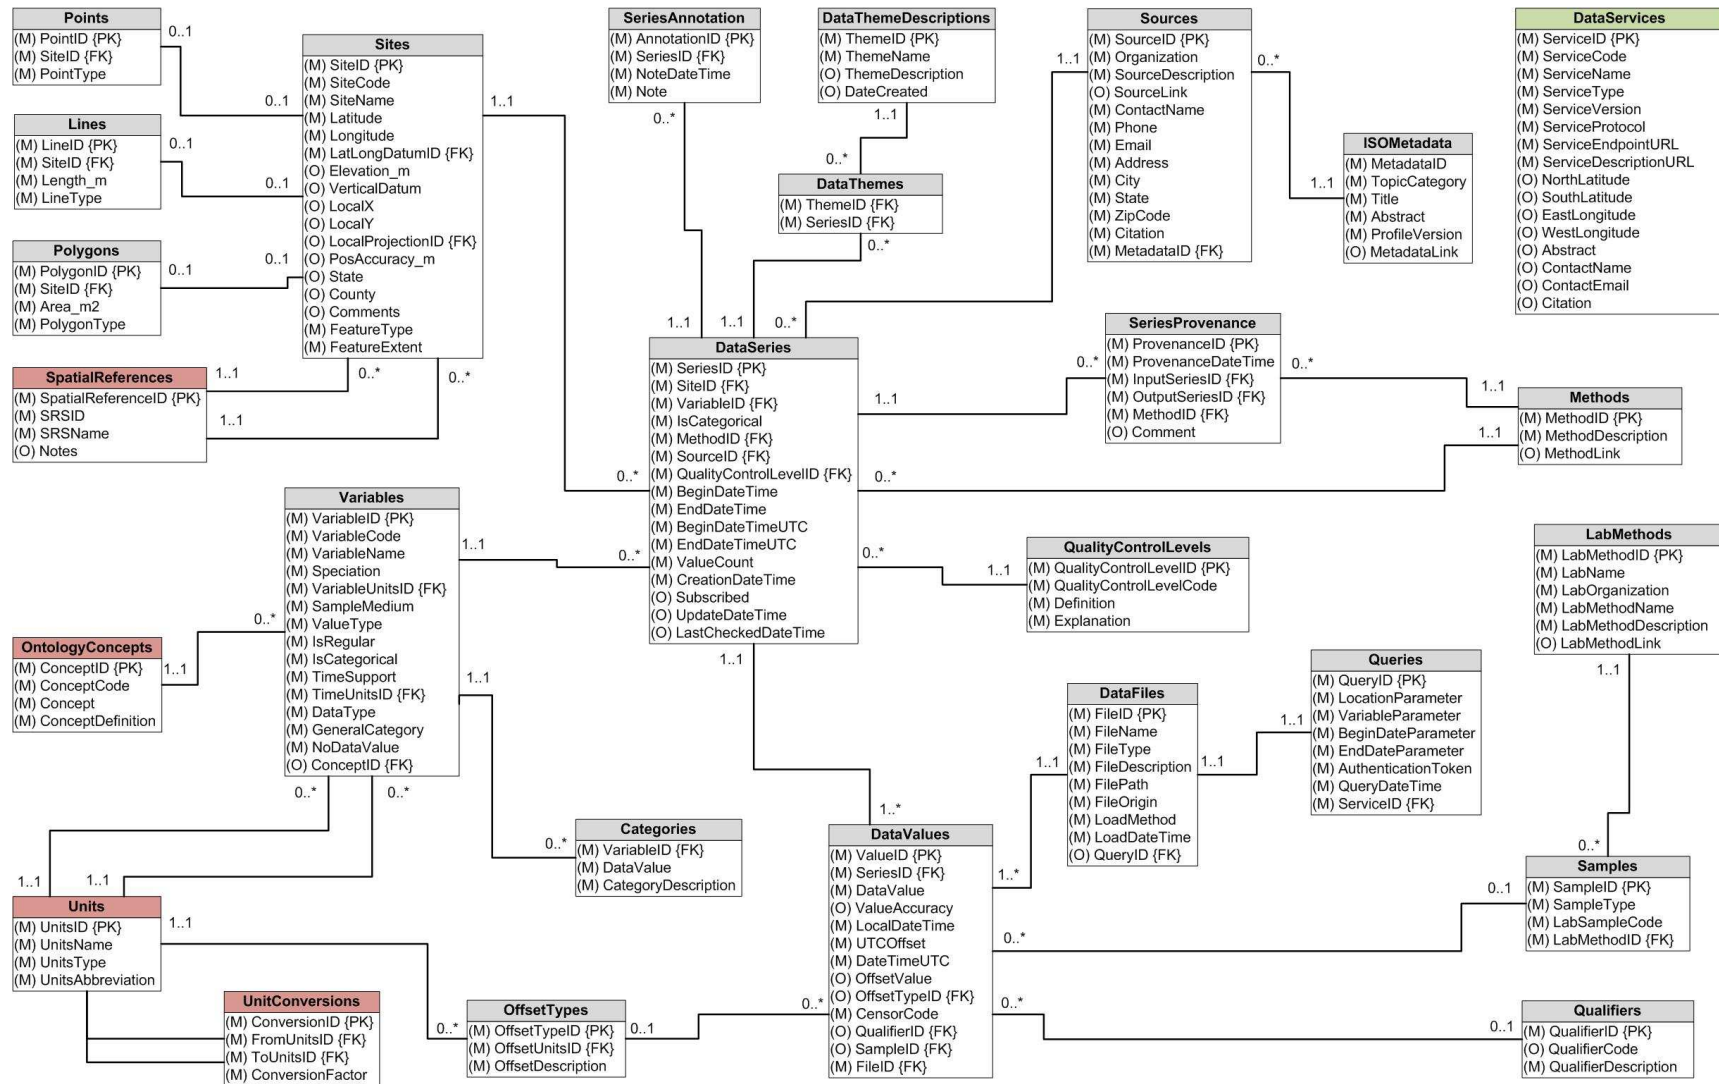 Points
(M) PointID {PK}
(M) SiteID {FK}
(M) PointType
0..1
0..1
Lines
(M) LineID {PK}
(M) SiteID {FK}
(M) Length_m
(M) LineType
0..1
0..1
Polygons
(M) PolygonID {PK}
(M) SiteID {FK}
(M) Area_m2
(M) PolygonType
0..1
0..1
Sites
(M) SiteID {PK}
(M) SiteCode
(M) SiteName
(M) Latitude
(M) Longitude
(M) LatLongDatumID {FK}
(O) Elevation_m
(O) VerticalDatum
(O) LocalX
(O) LocalY
(O) LocalProjectionID {FK}
(O) PosAccuracy_m
(O) State
(O) County
(O) Comments
(M) FeatureType
(M) FeatureExtent
1..1
0..*
SpatialReferences
(M) SpatialReferenceID {PK}
(M) SRSID
(M) SRSName
(O) Notes
1..1
0..*
1..1
0..*
SeriesAnnotation
(M) AnnotationID {PK}
(M) SeriesID {FK}
(M) NoteDateTime
(M) Note
0..*
1..1
DataThemeDescriptions
(M) ThemeID {PK}
(M) ThemeName
(O) ThemeDescription
(O) DateCreated
1..1
0..*
DataThemes
(M) ThemeID {FK}
(M) SeriesID {FK}
0..*
1..1
Sources
(M) SourceID {PK}
(M) Organization
(M) SourceDescription
(O) SourceLink
(M) ContactName
(M) Phone
(M) Email
(M) Address
(M) City
(M) State
(M) ZipCode
(M) Citation
(M) MetadataID {FK}
1..1
0..*
0..*
1..1
ISOMetadata
(M) MetadataID
(M) TopicCategory
(M) Title
(M) Abstract
(M) ProfileVersion
(O) MetadataLink
DataServices
(M) ServiceID {PK}
(M) ServiceCode
(M) ServiceName
(M) ServiceType
(M) ServiceVersion
(M) ServiceProtocol
(M) ServiceEndpointURL
(M) ServiceDescriptionURL
(O) NorthLatitude
(O) SouthLatitude
(O) EastLongitude
(O) WestLongitude
(O) Abstract
(O) ContactName
(O) ContactEmail
(O) Citation
DataSeries
(M) SeriesID {PK}
(M) SiteID {FK}
(M) VariableID {FK}
(M) IsCategorical
(M) MethodID {FK}
(M) SourceID {FK}
(M) QualityControlLevelID {FK}
(M) BeginDateTime
(M) EndDateTime
(M) BeginDateTimeUTC
(M) EndDateTimeUTC
(M) ValueCount
(M) CreationDateTime
(O) Subscribed
(O) UpdateDateTime
(O) LastCheckedDateTime
1..1
0..*
SeriesProvenance
(M) ProvenanceID {PK}
(M) ProvenanceDateTime
(M) InputSeriesID {FK}
(M) OutputSeriesID {FK}
(M) MethodID {FK}
(O) Comment
0..*
1..1
Methods
(M) MethodID {PK}
(M) MethodDescription
(O) MethodLink
1..1
0..*
0..*
1..1
QualityControlLevels
(M) QualityControlLevelID {PK}
(M) QualityControlLevelCode
(M) Definition
(M) Explanation
LabMethods
(M) LabMethodID {PK}
(M) LabName
(M) LabOrganization
(M) LabMethodName
(M) LabMethodDescription
(O) LabMethodLink
1..1
0..*
Variables
(M) VariableID {PK}
(M) VariableCode
(M) VariableName
(M) Speciation
(M) VariableUnitsID {FK}
(M) SampleMedium
(M) ValueType
(M) IsRegular
(M) IsCategorical
(M) TimeSupport
(M) TimeUnitsID {FK}
(M) DataType
(M) GeneralCategory
(M) NoDataValue
(O) ConceptID {FK}
1..1
0..*
0..*
1..1
OntologyConcepts
(M) ConceptID {PK}
(M) ConceptCode
(M) Concept
(M) ConceptDefinition
1..1
0..*
0..*
0..*
1..1
1..1
Categories
(M) VariableID {FK}
(M) DataValue
(M) CategoryDescription
1..1
1..*
DataValues
(M) ValueID {PK}
(M) SeriesID {FK}
(M) DataValue
(O) ValueAccuracy
(M) LocalDateTime
(M) UTCOffset
(M) DateTimeUTC
(O) OffsetValue
(O) OffsetTypeID {FK}
(M) CensorCode
(O) QualifierID {FK}
(O) SampleID {FK}
(M) FileID {FK}
DataFiles
(M) FileID {PK}
(M) FileName
(M) FileType
(M) FileDescription
(M) FilePath
(M) FileOrigin
(M) LoadMethod
(M) LoadDateTime
(O) QueryID {FK}
1..1
1..*
1..1
1..1
Queries
(M) QueryID {PK}
(M) LocationParameter
(M) VariableParameter
(M) BeginDateParameter
(M) EndDateParameter
(M) AuthenticationToken
(M) QueryDateTime
(M) ServiceID {FK}
Samples
(M) SampleID {PK}
(M) SampleType
(M) LabSampleCode
(M) LabMethodID {FK}
0..1
0..*
Units
(M) UnitsID {PK}
(M) UnitsName
(M) UnitsType
(M) UnitsAbbreviation
1..1
0..*
UnitConversions
(M) ConversionID {PK}
(M) FromUnitsID {FK}
(M) ToUnitsID {FK}
(M) ConversionFactor
OffsetTypes
(M) OffsetTypeID {PK}
(M) OffsetUnitsID {FK}
(M) OffsetDescription
0..1
0..*
0..*
0..1
Qualifiers
(M) QualifierID {PK}
(O) QualifierCode
(M) QualifierDescription